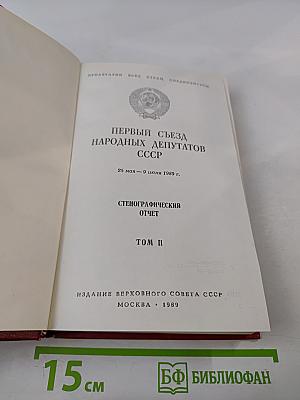 ПРОЛЕТАРИИ ВСЕХ СТРАН, СОЕДИНЯЙТЕСЬ!
ПЕРВЫЙ СЪЕЗД
НАРОДНЫХ ДЕПУТАТОВ
СССР
25 мая — 9 июня 1989 г.
СТЕНОГРАФИЧЕСКИЙ
ОТЧЕТ
ТОМ II
ИЗДАНИЕ ВЕРХОВНОГО СОВЕТА СССР
МОСКВА • 1989
15 см
БФ БИБЛИОФАН